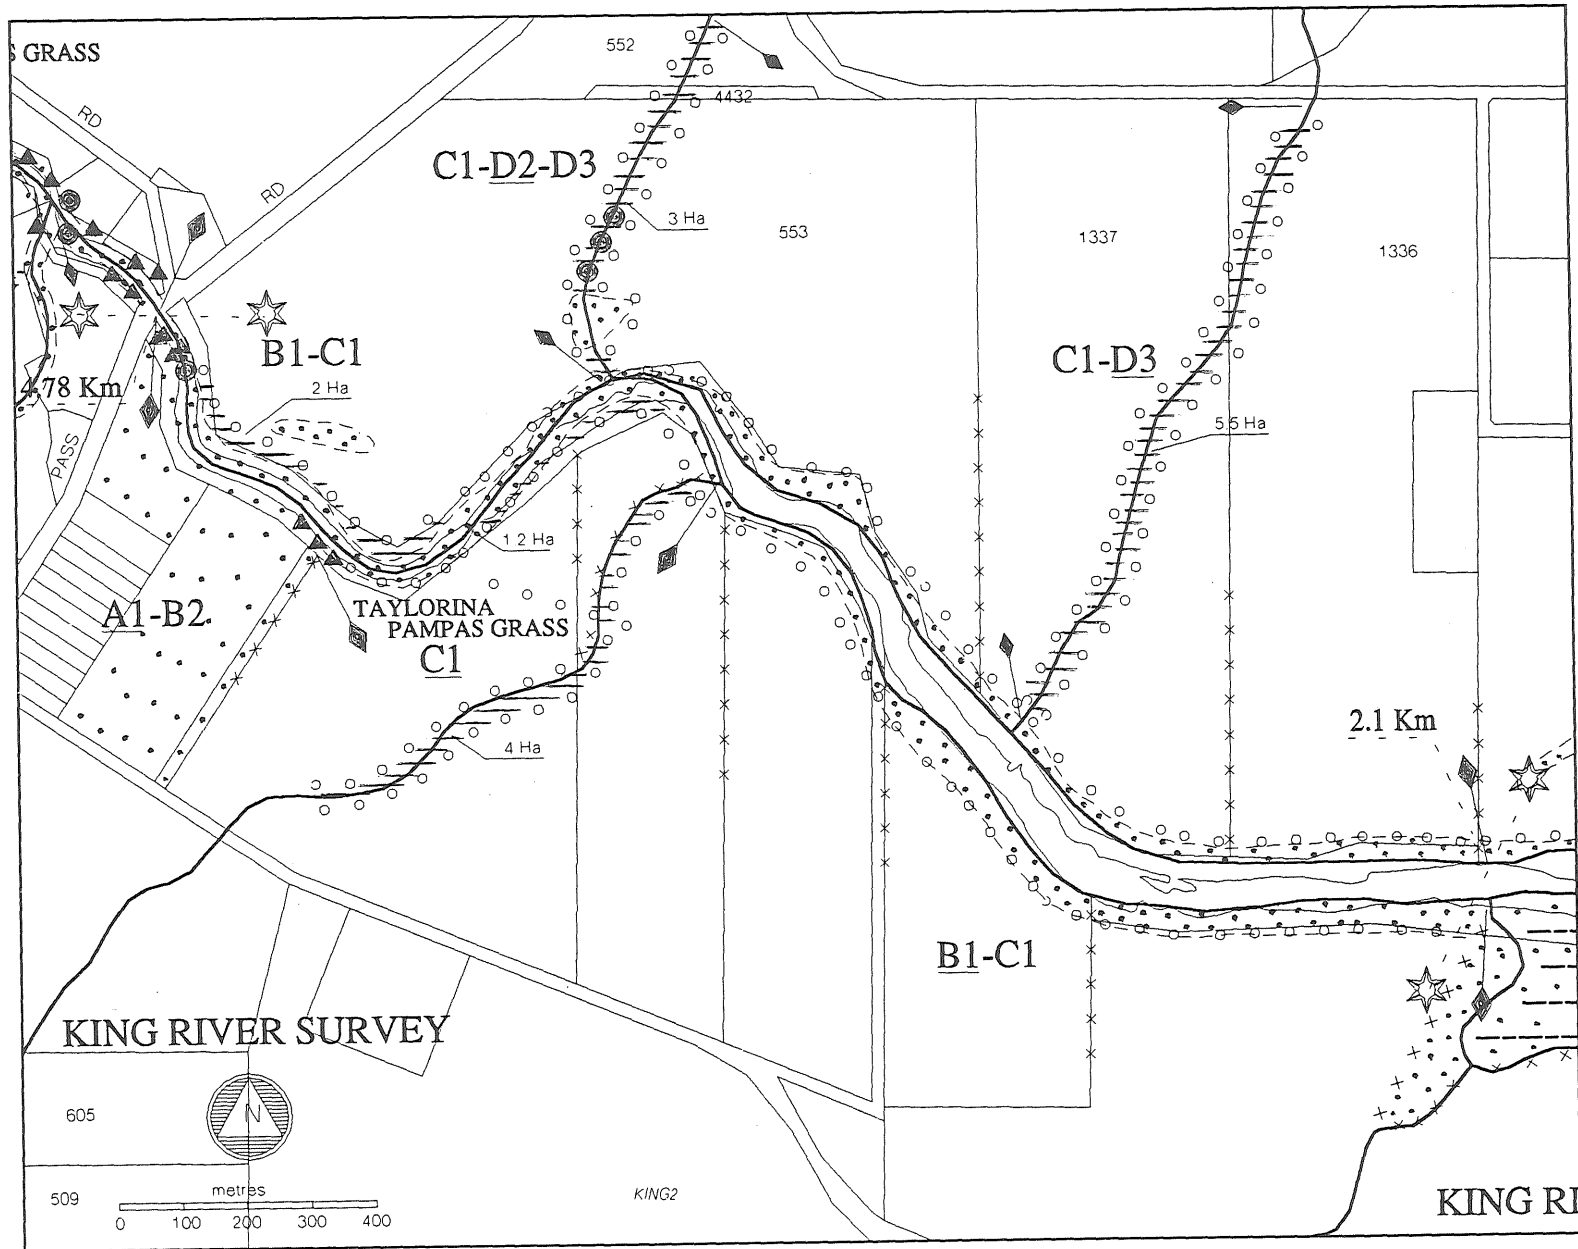 GRASS
552
4432
RD
C1-D2-D3
RD
3 Ha
553
1337
1336
B1-C1
C1-D3
4.78 Km
2 Ha
5.5 Ha
PASS
1.2 Ha
A1-B2
TAYLORINA
PAMPAS GRASS
C1
2.1 Km
4 Ha
B1-C1
KING RIVER SURVEY
605
N
509
metres
0 100 200 300 400
KING2
KING RI